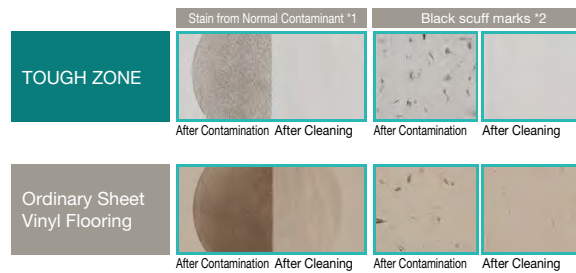 Stain from Normal Contaminant *1
Black scuff marks *2
TOUGH ZONE
After Contamination After Cleaning
After Contamination After Cleaning
Ordinary Sheet
Vinyl Flooring
After Contamination After Cleaning
After Contamination After Cleaning